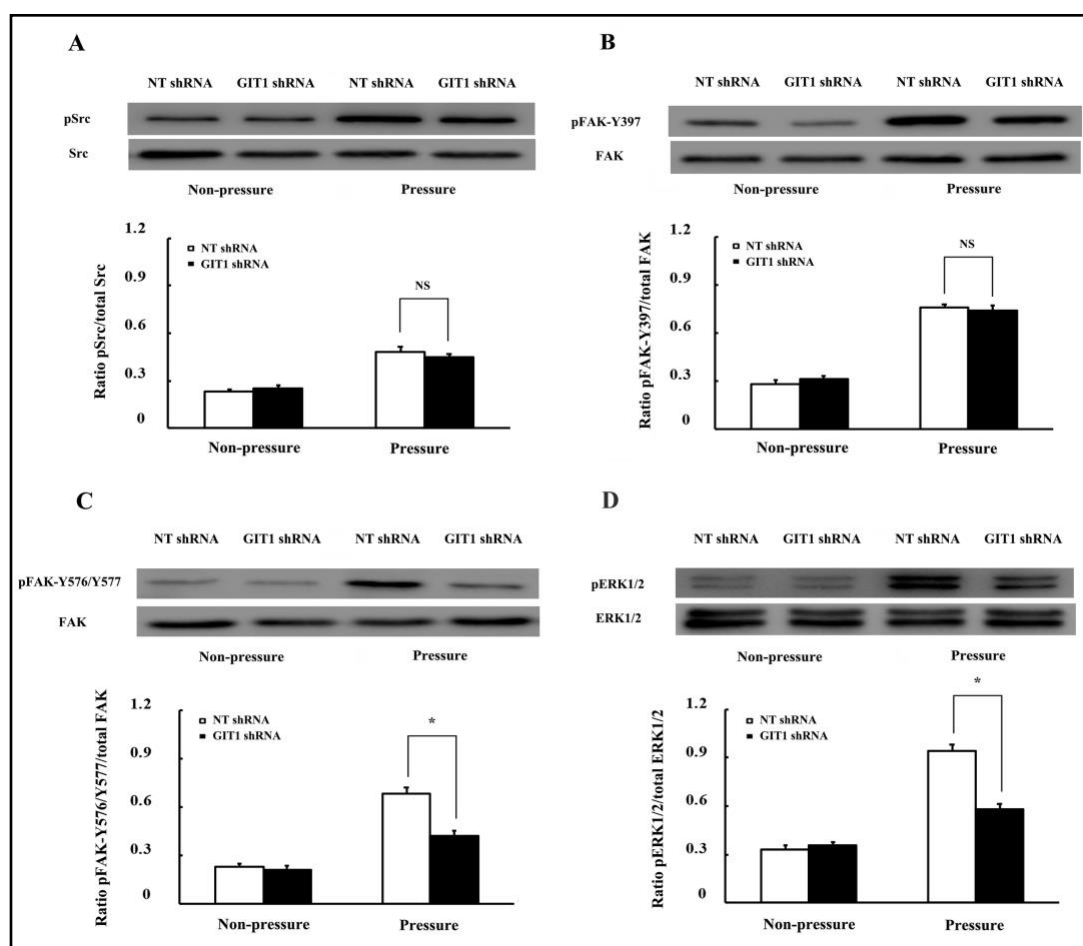 A
NT shRNA GIT1 shRNA NT shRNA GIT1 shRNA
pSrc
Src
Non-pressure Pressure
Ratio pSrc/total Src
1.2
0.9
0.6
0.3
0
NT shRNA
GIT1 shRNA
NS
Non-pressure Pressure
B
NT shRNA GIT1 shRNA NT shRNA GIT1 shRNA
pFAK-Y397
FAK
Non-pressure Pressure
Ratio pFAK-Y397/total FAK
1.2
0.9
0.6
0.3
0
NT shRNA
GIT1 shRNA
NS
Non-pressure Pressure
C
NT shRNA GIT1 shRNA NT shRNA GIT1 shRNA
pFAK-Y576/Y577
FAK
Non-pressure Pressure
Ratio pFAK-Y576/Y577/total FAK
1.2
0.9
0.6
0.3
0
NT shRNA
GIT1 shRNA
*
Non-pressure Pressure
D
NT shRNA GIT1 shRNA NT shRNA GIT1 shRNA
pERK1/2
ERK1/2
Non-pressure Pressure
Ratio pERK1/2/total ERK1/2
1.2
0.9
0.6
0.3
0
NT shRNA
GIT1 shRNA
*
Non-pressure Pressure